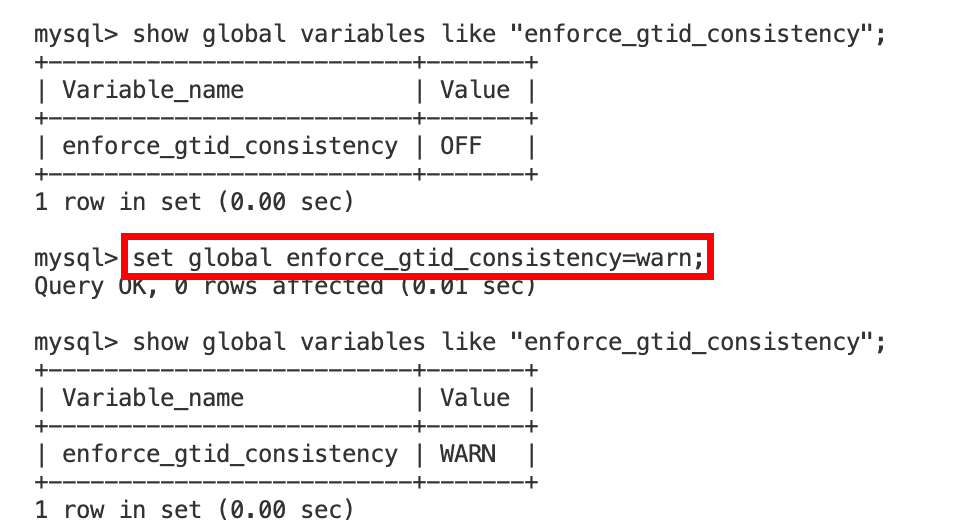 mysql> show global variables like "enforce_gtid_consistency";
+--------------------------+-------+
| Variable_name            | Value |
+--------------------------+-------+
| enforce_gtid_consistency | OFF   |
+--------------------------+-------+
1 row in set (0.00 sec)
mysql> set global enforce_gtid_consistency=warn;
Query OK, 0 rows affected (0.01 sec)
mysql> show global variables like "enforce_gtid_consistency";
+--------------------------+-------+
| Variable_name            | Value |
+--------------------------+-------+
| enforce_gtid_consistency | WARN  |
+--------------------------+-------+
1 row in set (0.00 sec)